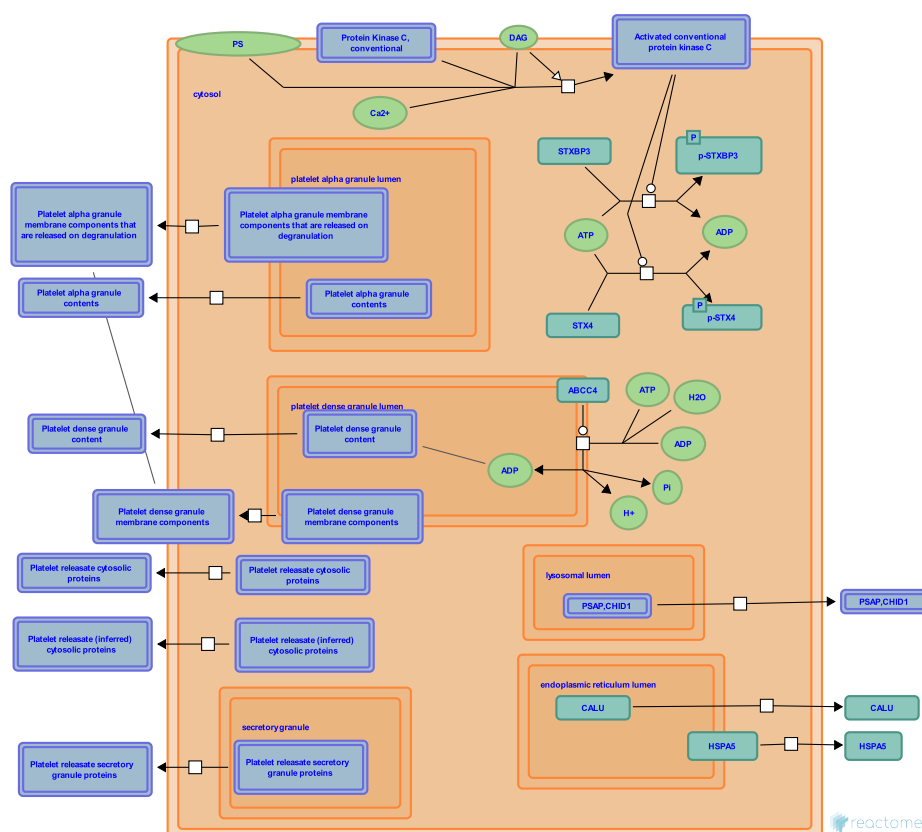 PS
Protein Kinase C,
conventional
DAG
Activated conventional
protein kinase C
cytosol
Ca2+
STXBP3
P
p-STXBP3
platelet alpha granule lumen
Platelet alpha granule
membrane components that
are released on degranulation
Platelet alpha granule membrane
components that are released on
degranulation
ATP
ADP
Platelet alpha granule
contents
Platelet alpha granule
contents
STX4
P
p-STX4
platelet dense granule lumen
ABCC4
ATP
H2O
Platelet dense granule
content
Platelet dense granule
content
ADP
ADP
Pi
H+
Platelet dense granule
membrane components
Platelet dense granule
membrane components
Platelet releasate cytosolic
proteins
Platelet releasate cytosolic
proteins
lysosomal lumen
PSAP,CHID1
PSAP,CHID1
Platelet releasate (inferred)
cytosolic proteins
Platelet releasate (inferred)
cytosolic proteins
endoplasmic reticulum lumen
CALU
CALU
secretory granule
HSPA5
HSPA5
Platelet releasate secretory
granule proteins
Platelet releasate secretory
granule proteins
reactome